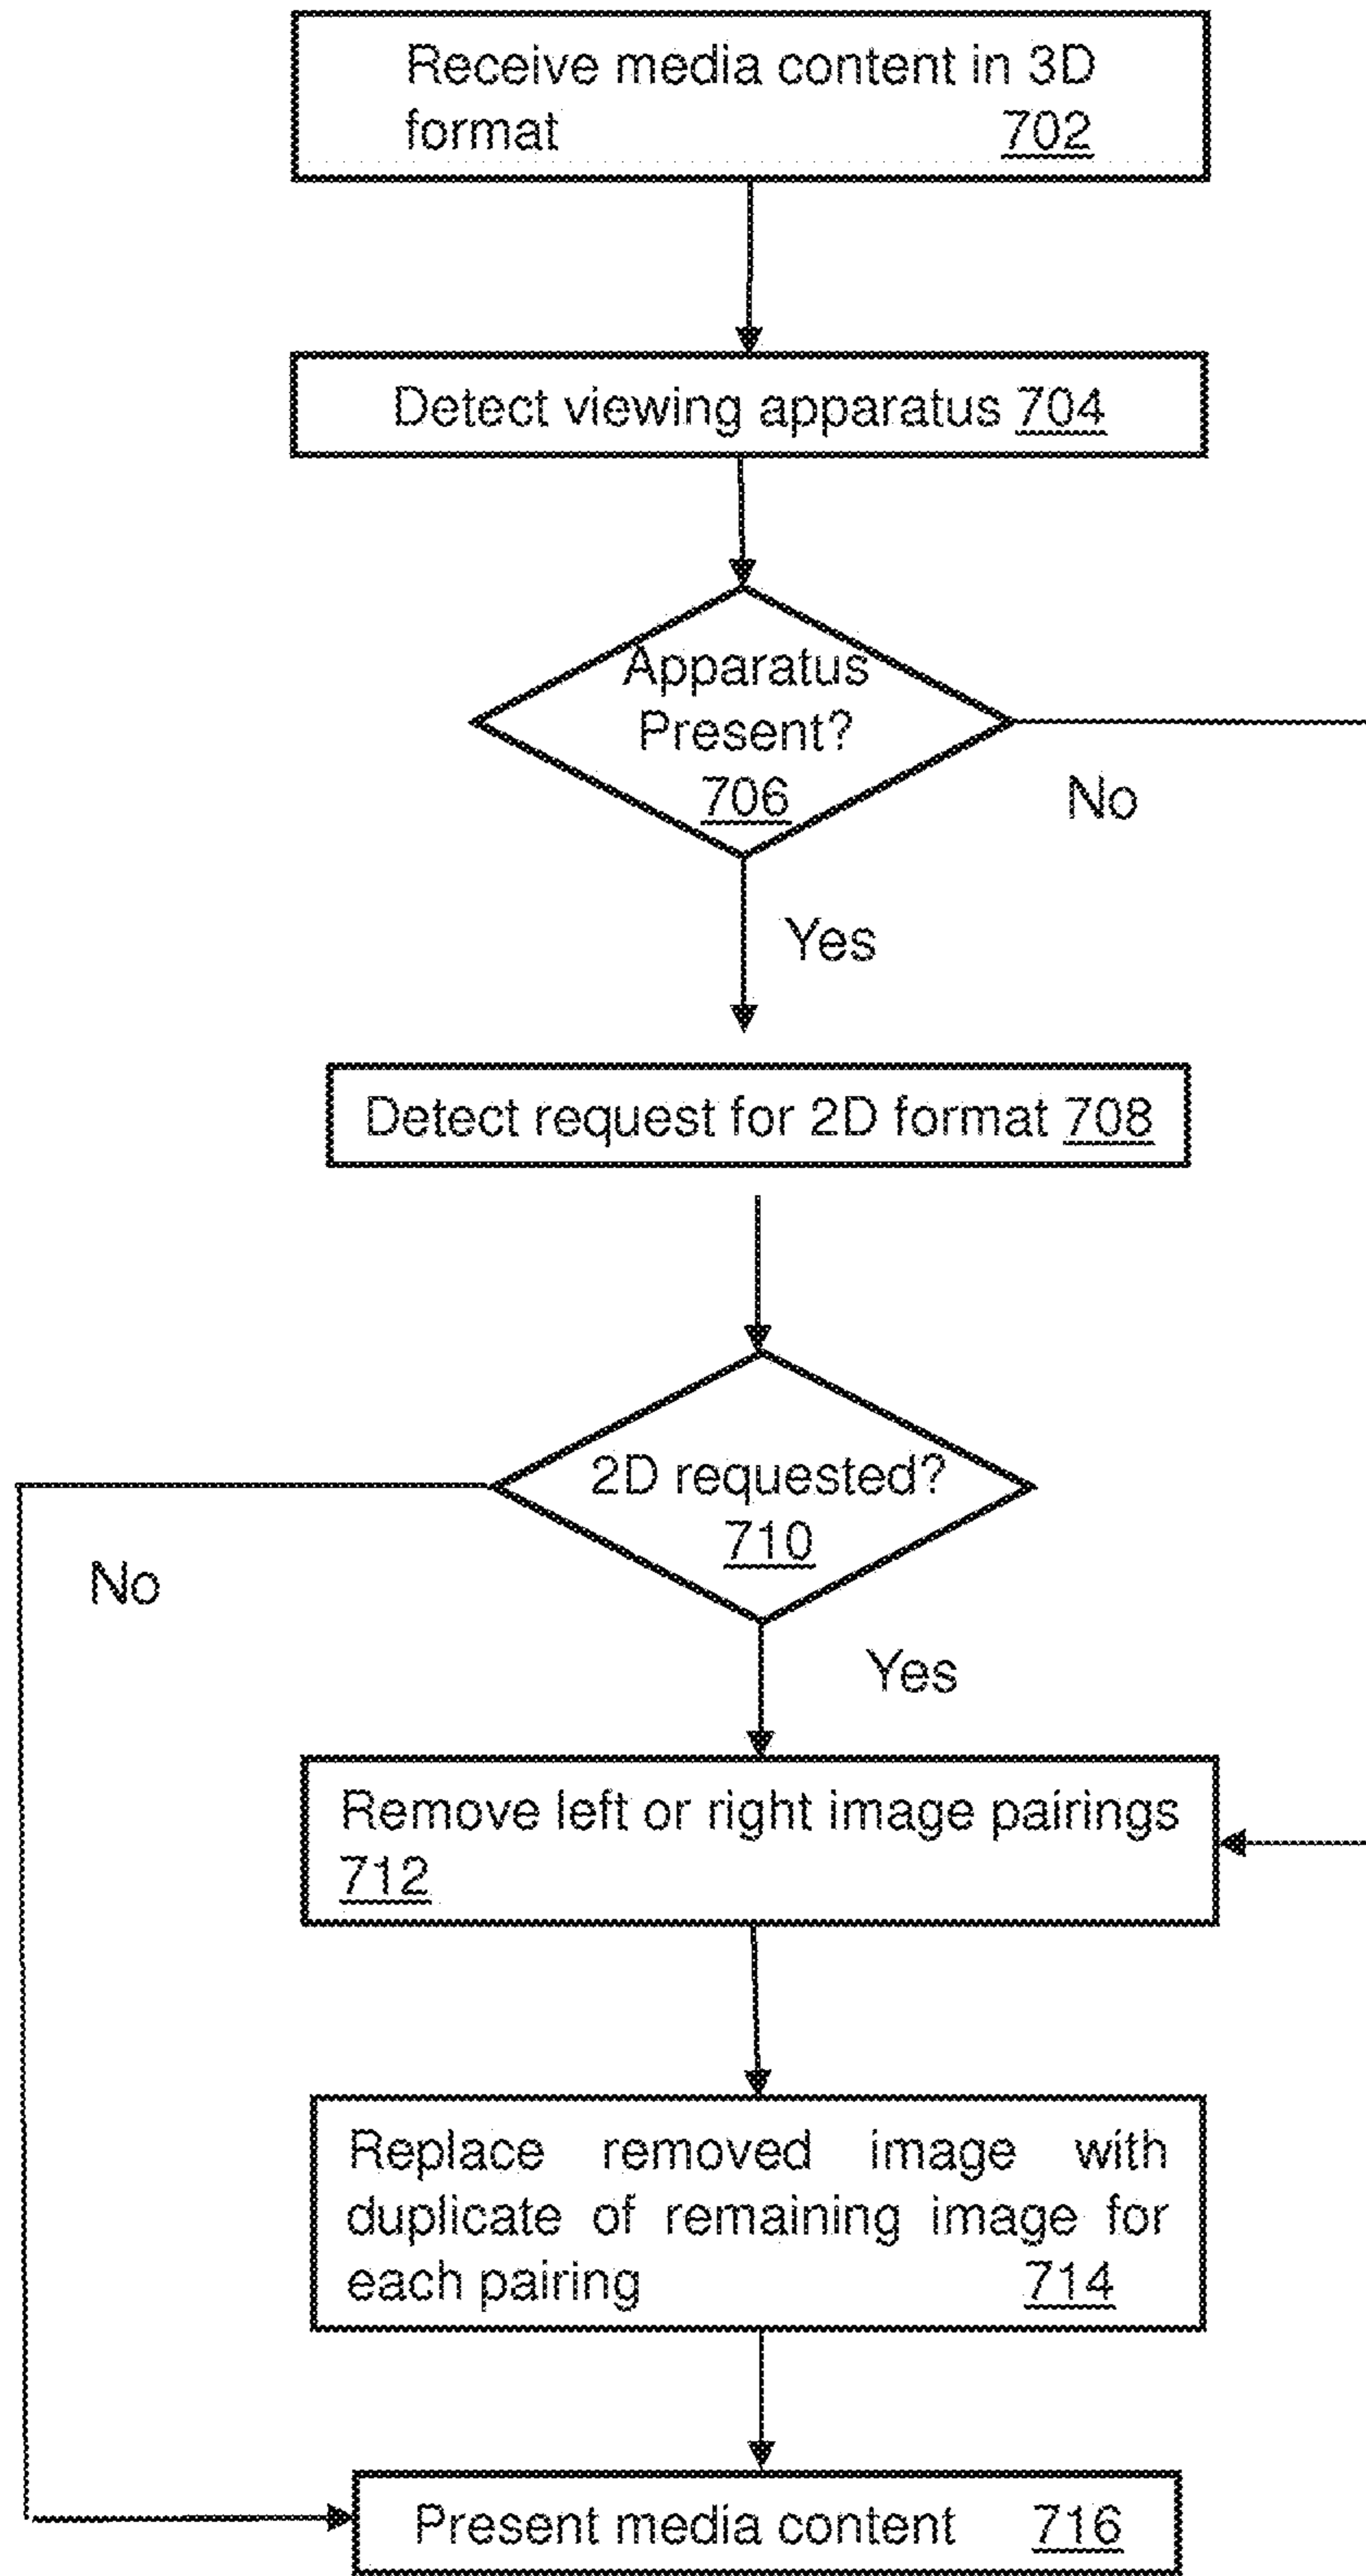 Receive media content in 3D
format 702
Detect viewing apparatus 704
Apparatus
Present?
706
No
Yes
Detect request for 2D format 708
2D requested?
710
No
Yes
Remove left or right image pairings
712
Replace removed image with
duplicate of remaining image for
each pairing 714
Present media content 716